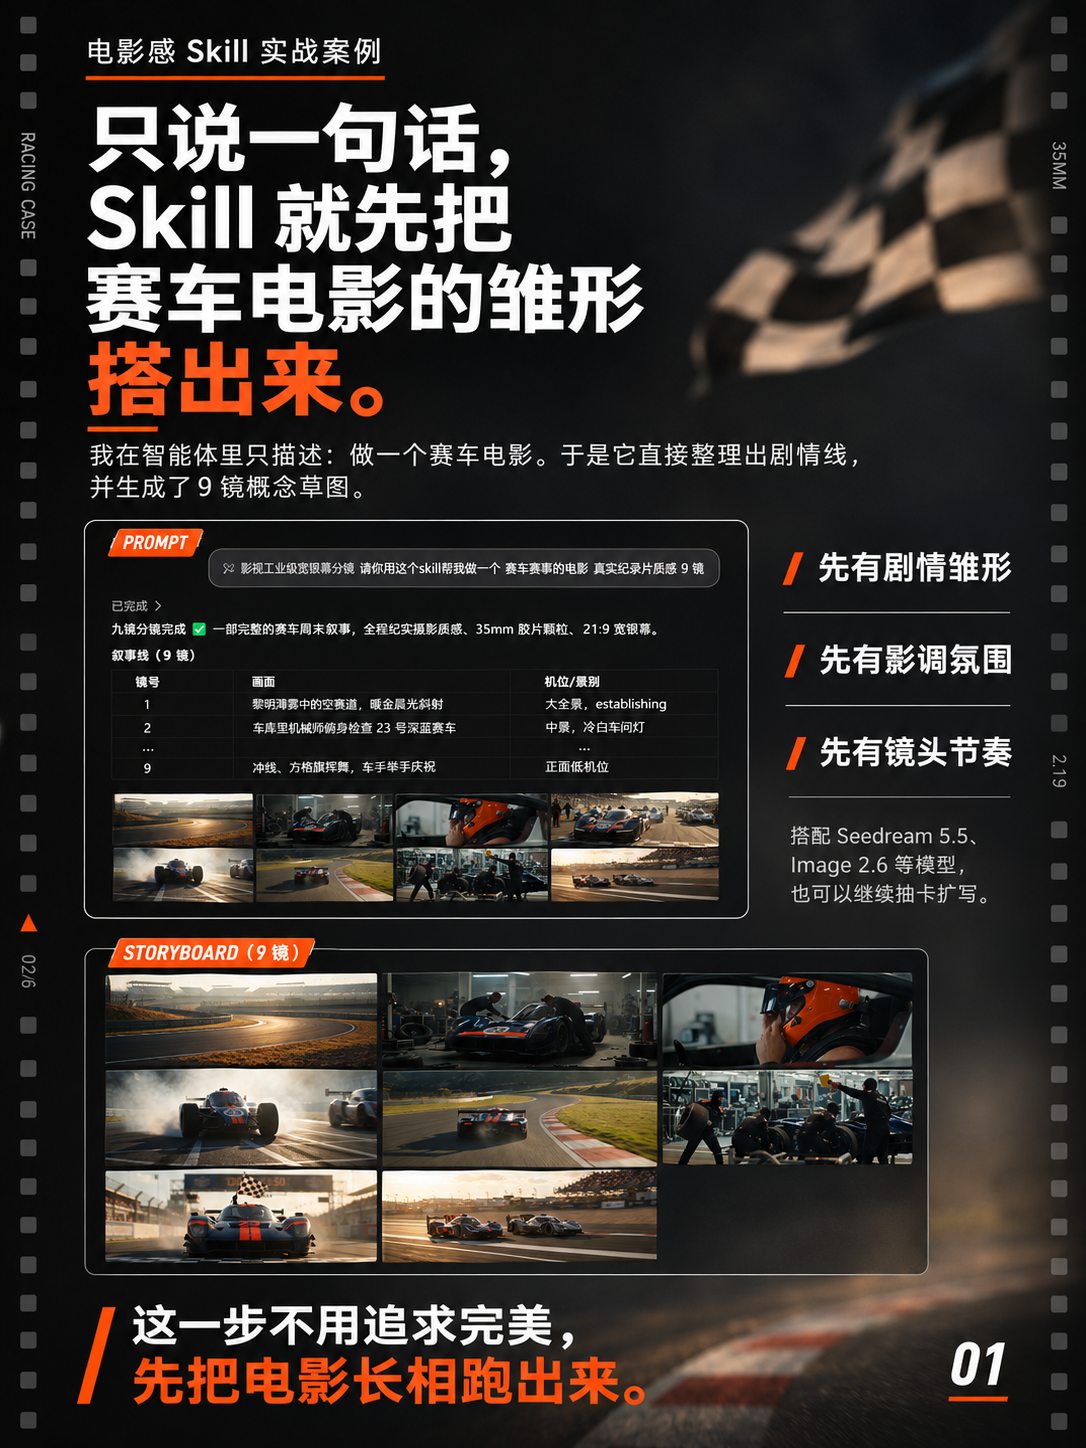 电影感 Skill 实战案例
只说一句话，
Skill 就先把
赛车电影的雏形
搭出来。
我在智能体里只描述：做一个赛车电影。于是它直接整理出剧情线，
并生成了 9 镜概念草图。
RACING CASE
35MM
PROMPT
影视工业级宽银幕分镜 请你用这个skill帮我做一个 赛车赛事的电影 真实纪录片质感 9 镜
已完成 >
九镜分镜完成 ✅ 一部完整的赛车周末叙事，全程纪实摄影质感、35mm 胶片颗粒、21:9 宽银幕。
叙事线（9 镜）
镜号 画面 机位/景别
1 黎明薄雾中的空赛道，暖金晨光斜射 大全景，establishing
2 车库里机械师俯身检查 23 号深蓝赛车 中景，冷白车间灯
... ...
9 冲线、方格旗挥舞，车手举手庆祝 正面低机位
先有剧情雏形
先有影调氛围
先有镜头节奏
2.19
搭配 Seedream 5.5、
Image 2.6 等模型，
也可以继续抽卡扩写。
02/6
STORYBOARD（9 镜）
这一步不用追求完美，
先把电影长相跑出来。
01